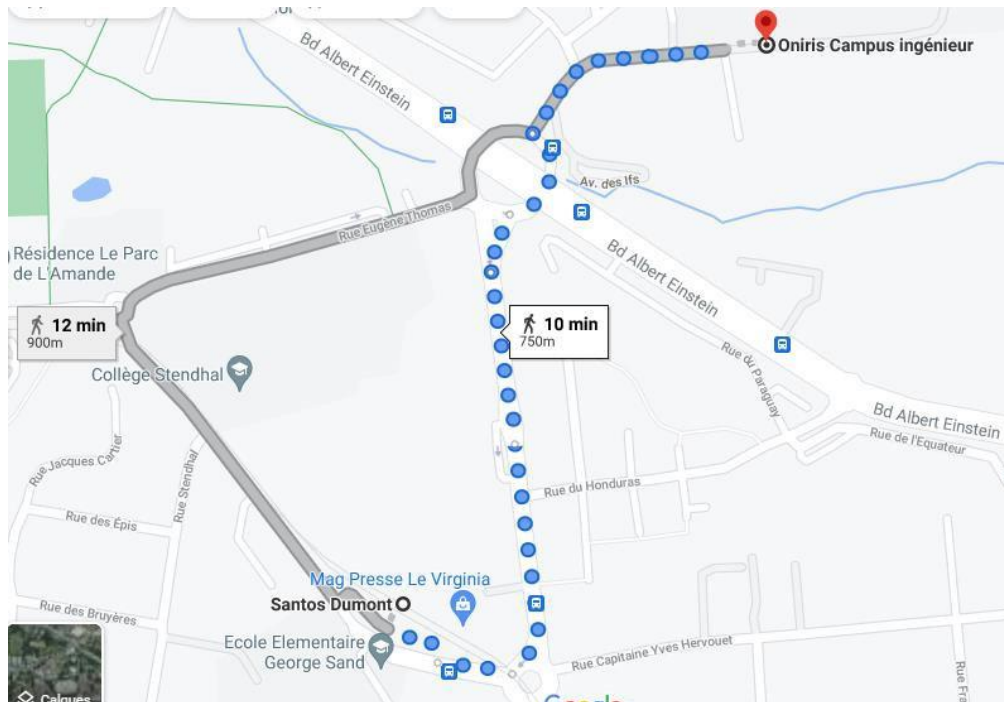 Oniris Campus ingénieur
Bd Albert Einstein
Av. des Ifs
Rue Eugène Thomas
Résidence Le Parc
de L'Amande
Bd Albert Einstein
12 min
900m
10 min
750m
Collège Stendhal
Rue du Paraguay
Bd Albert Einstein
Rue de l'Equateur
Rue Jacques Cartier
Rue Stendhal
Rue du Honduras
Rue des Épis
Mag Presse Le Virginia
Santos Dumont
Rue des Bruyères
Ecole Elementaire
George Sand
Rue Capitaine Yves Hervouet
Calques